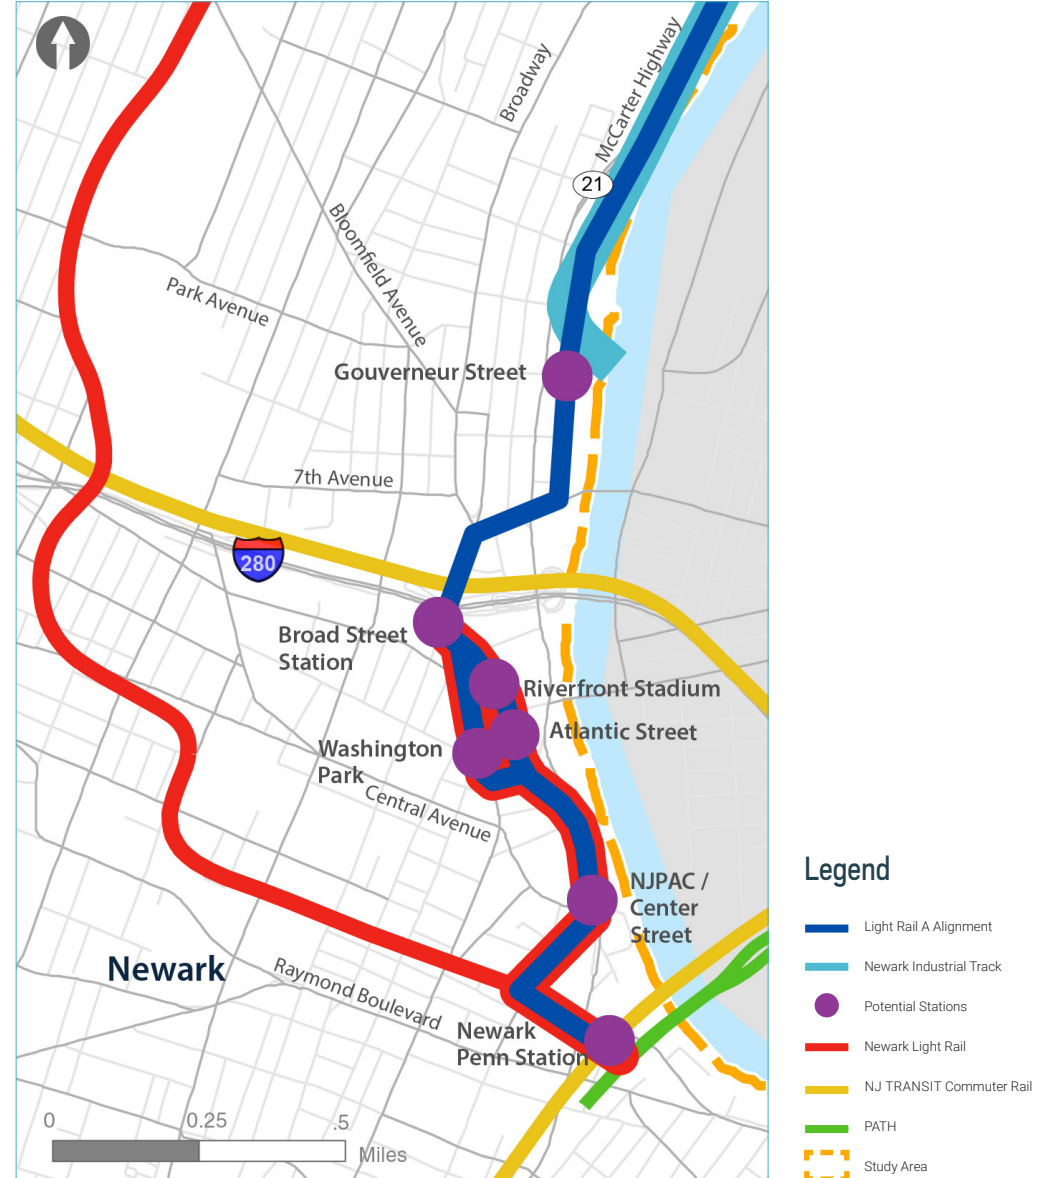 Broadway
McCarter Highway
21
Bloomfield Avenue
Park Avenue
Gouverneur Street
7th Avenue
280
Broad Street
Station
Riverfront Stadium
Atlantic Street
Washington
Park
Central Avenue
NJPAC /
Center
Street
Newark
Raymond Boulevard
Newark
Penn Station
0
0.25
.5
Miles
Legend
Light Rail A Alignment
Newark Industrial Track
Potential Stations
Newark Light Rail
NJ TRANSIT Commuter Rail
PATH
Study Area